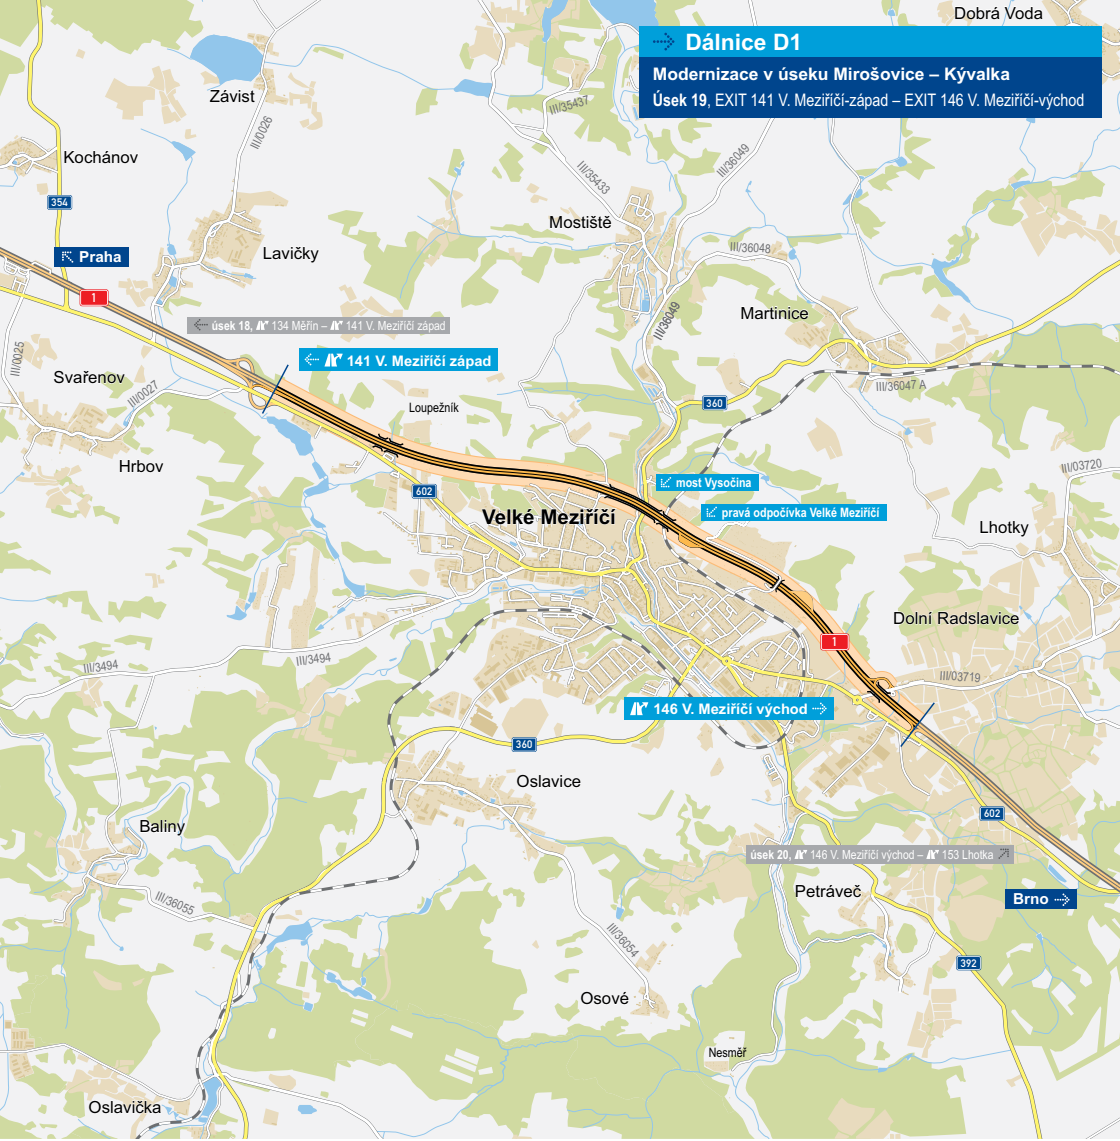 Dobrá Voda
Dálnice D1
Modernizace v úseku Mirošovice – Kývalka
Úsek 19, EXIT 141 V. Meziříčí-západ – EXIT 146 V. Meziříčí-východ
Závist
III/35437
III/0026
Kochánov
III/36049
III/35433
354
Mostiště
III/36048
Praha
Lavičky
1
Martinice
úsek 18, 134 Měřín – 141 V. Meziříčí západ
III/36049
III/0025
141 V. Meziříčí západ
Svařenov
III/0027
III/36047 A
Loupežník
360
Hrbov
III/03720
most Vysočina
602
pravá odpočívka Velké Meziříčí
Velké Meziříčí
Lhotky
Dolní Radslavice
1
III/3494
III/3494
III/03719
146 V. Meziříčí východ
360
Oslavice
602
Baliny
úsek 20, 146 V. Meziříčí východ – 153 Lhotka
Petráveč
Brno
III/36055
III/36054
392
Osové
Nesměř
Oslavička